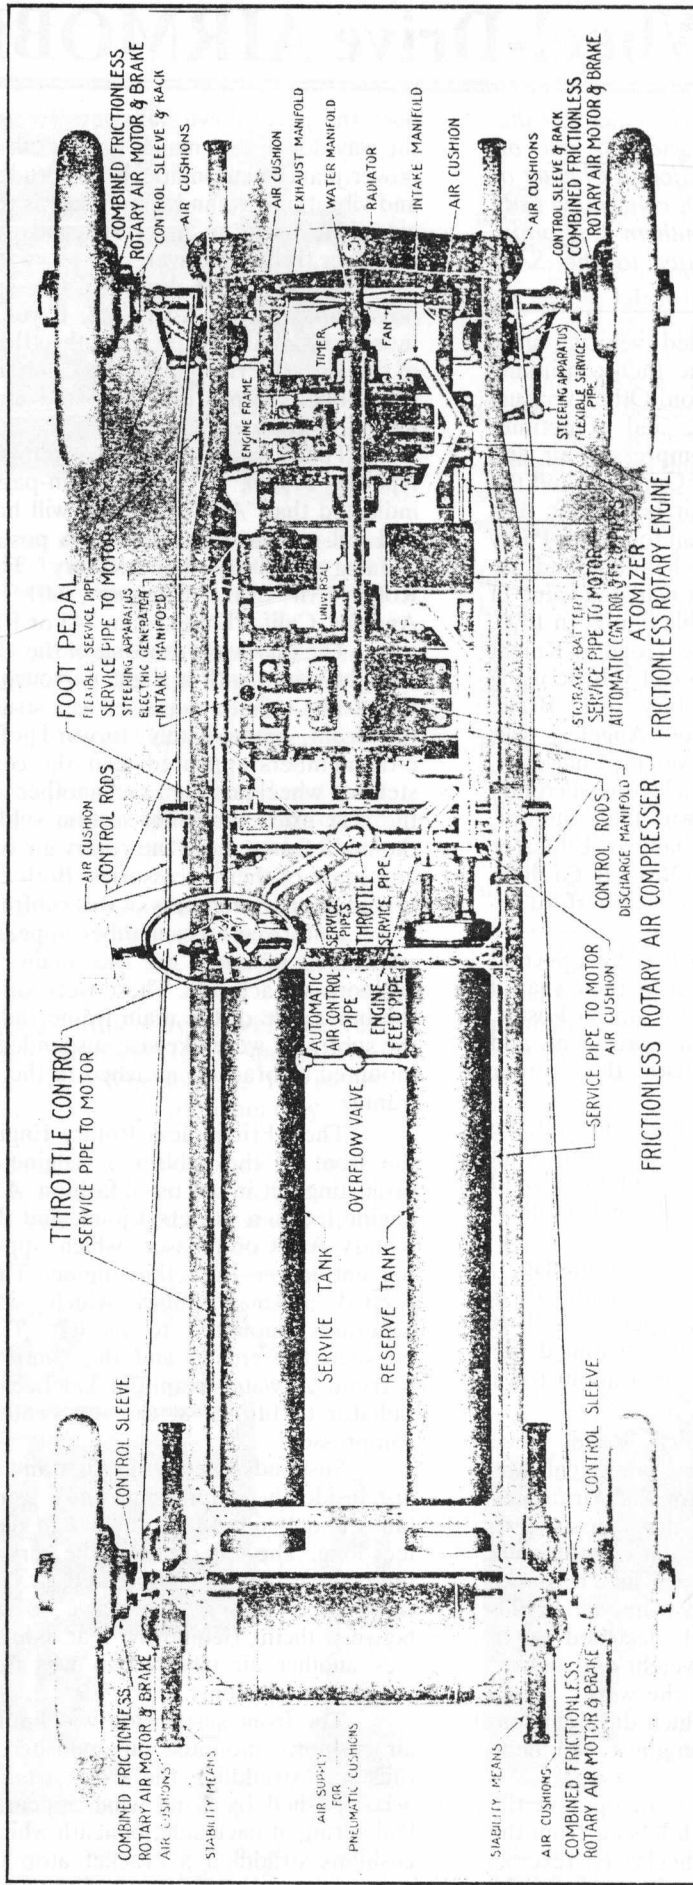 Drive AIRMOB
COMBINED FRICTIONLESS
ROTARY AIR MOTOR & BRAKE
CONTROL SLEEVE & RACK
AIR CUSHIONS
AIR CUSHION
EXHAUST MANIFOLD
WATER MANIFOLD
RADIATOR
INTAKE MANIFOLD
AIR CUSHION
AIR CUSHIONS
CONTROL SLEEVE & RACK
COMBINED FRICTIONLESS
ROTARY AIR MOTOR & BRAKE
TIMER
FAN
ENGINE FRAME
STEERING APPARATUS
FLEXIBLE SERVICE
PIPE
FOOT PEDAL
FLEXIBLE SERVICE PIPE
SERVICE PIPE TO MOTOR
STEERING APPARATUS
ELECTRIC GENERATOR
INTAKE MANIFOLD
UNIVERSAL
STORAGE BATTERY
SERVICE PIPE TO MOTOR
AUTOMATIC CONTROL OFF MOTORS
ATOMIZER
FRICTIONLESS ROTARY ENGINE
AIR CUSHION
CONTROL RODS
SERVICE
PIPES
THROTTLE
SERVICE PIPE
CONTROL RODS
DISCHARGE MANIFOLD
AUTOMATIC
AIR CONTROL
PIPE
ENGINE
FEED PIPE
SERVICE PIPE TO MOTOR
AIR CUSHION
FRICTIONLESS ROTARY AIR COMPRESSER
THROTTLE CONTROL
SERVICE PIPE TO MOTOR
OVERFLOW VALVE
SERVICE TANK
RESERVE TANK
CONTROL SLEEVE
CONTROL SLEEVE
COMBINED FRICTIONLESS
ROTARY AIR MOTOR & BRAKE
AIR CUSHIONS
STABILITY MEANS
AIR SUPPLY
FOR
PNEUMATIC CUSHIONS
STABILITY MEANS
AIR CUSHIONS
COMBINED FRICTIONLESS
ROTARY AIR MOTOR & BRAKE